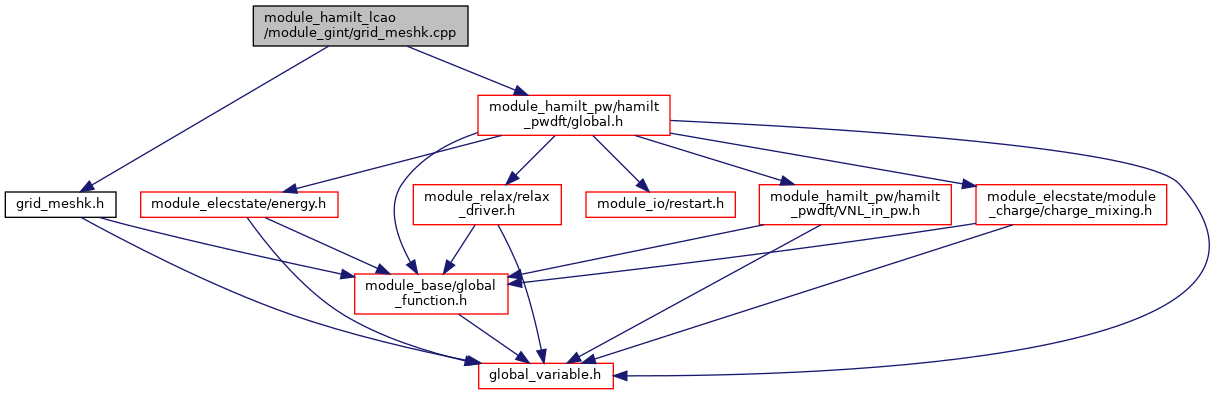 module_hamilt_lcao
/module_gint/grid_meshk.cpp
module_hamilt_pw/hamilt
_pwdft/global.h
grid_meshk.h
module_elecstate/energy.h
module_relax/relax
_driver.h
module_io/restart.h
module_hamilt_pw/hamilt
_pwdft/VNL_in_pw.h
module_elecstate/module
_charge/charge_mixing.h
module_base/global
_function.h
global_variable.h